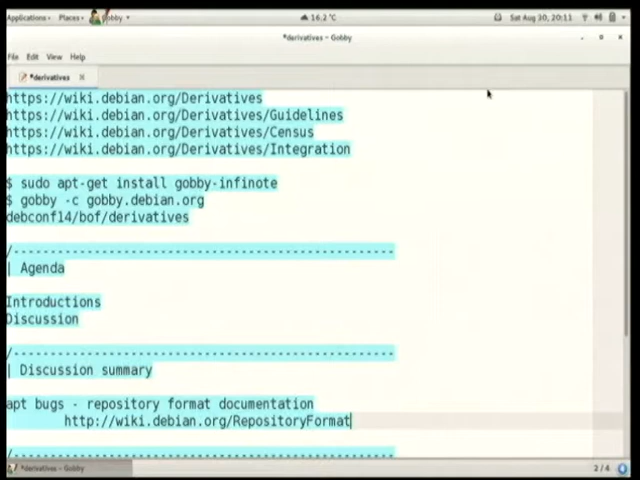 Applications Places Gobby 16.2 °C Sat Aug 30, 20:11
*derivatives - Gobby
File Edit View Help
*derivatives
https://wiki.debian.org/Derivatives
https://wiki.debian.org/Derivatives/Guidelines
https://wiki.debian.org/Derivatives/Census
https://wiki.debian.org/Derivatives/Integration
$ sudo apt-get install gobby-infinote
$ gobby -c gobby.debian.org
debconf14/bof/derivatives
/---------------------------------------------------
| Agenda
Introductions
Discussion
/---------------------------------------------------
| Discussion summary
apt bugs - repository format documentation
http://wiki.debian.org/RepositoryFormat
/---------------------------------------------------
*derivatives - Gobby 2 / 4